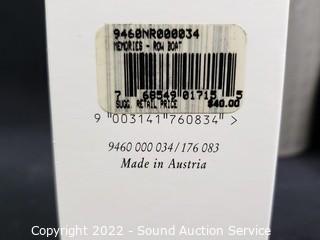 9460NR000034
MEMORIES - ROW BOAT
7 68549 01715 5
SUGG. RETAIL PRICE $40.00
9 "003141"760834" >
9460 000 034/176 083
Made in Austria
Copyright 2022 - Sound Auction Service